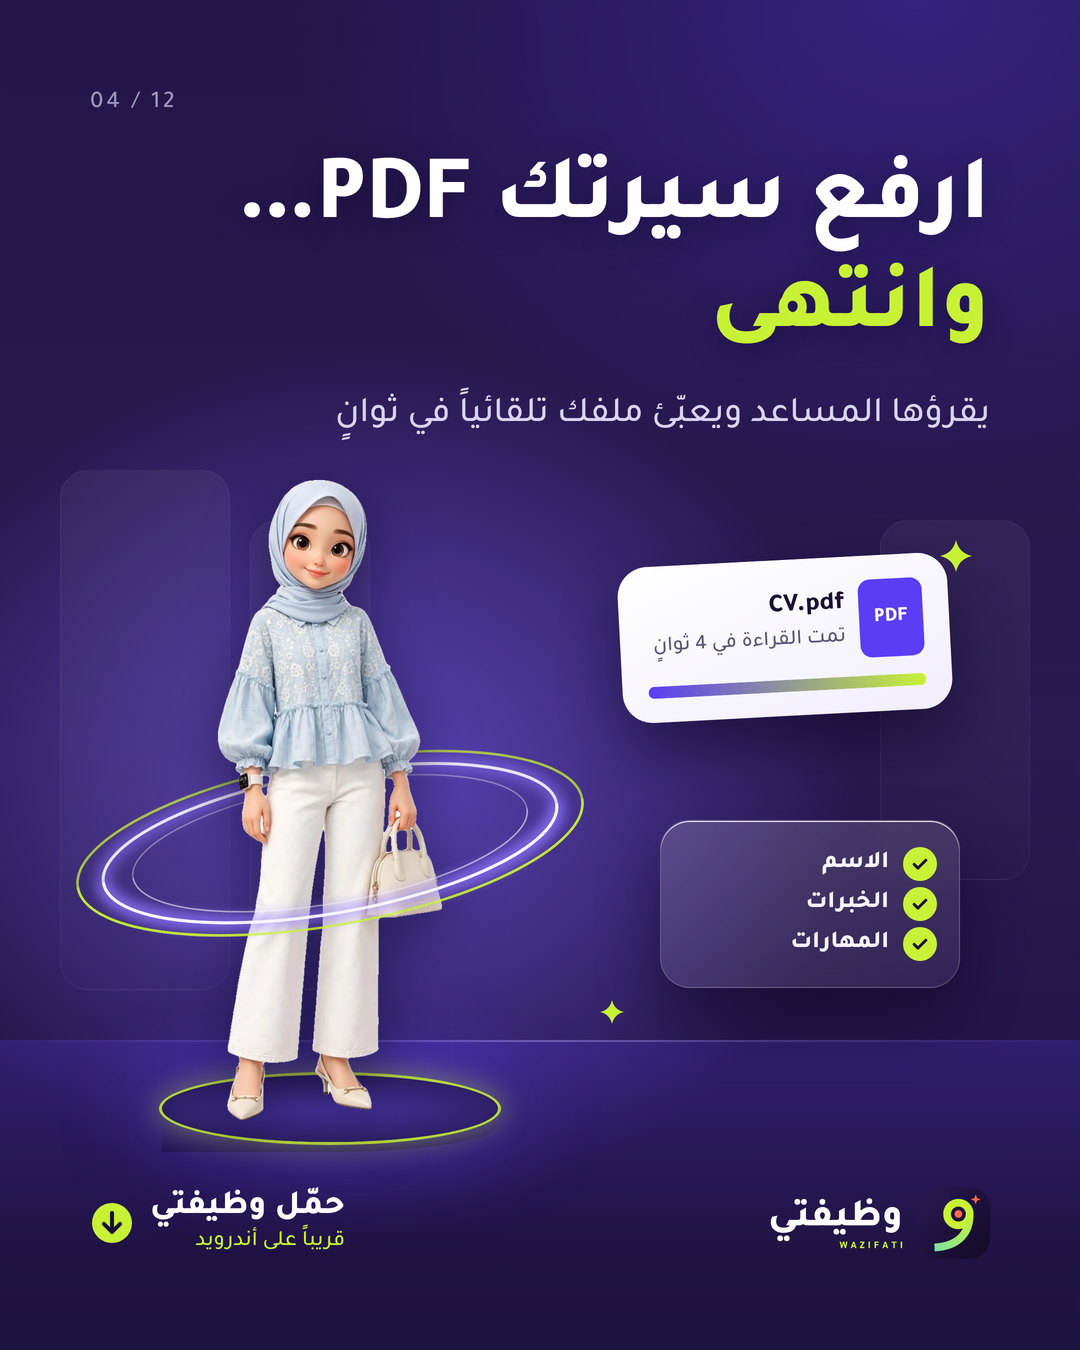 04 / 12
ارفع سيرتك PDF...
وانتهى
يقرؤها المساعد ويعبّئ ملفك تلقائياً في ثوانٍ
PDF
CV.pdf
تمت القراءة في 4 ثوانٍ
الاسم
الخبرات
المهارات
وظيفتي
WAZIFATI
حمّل وظيفتي
قريباً على أندرويد